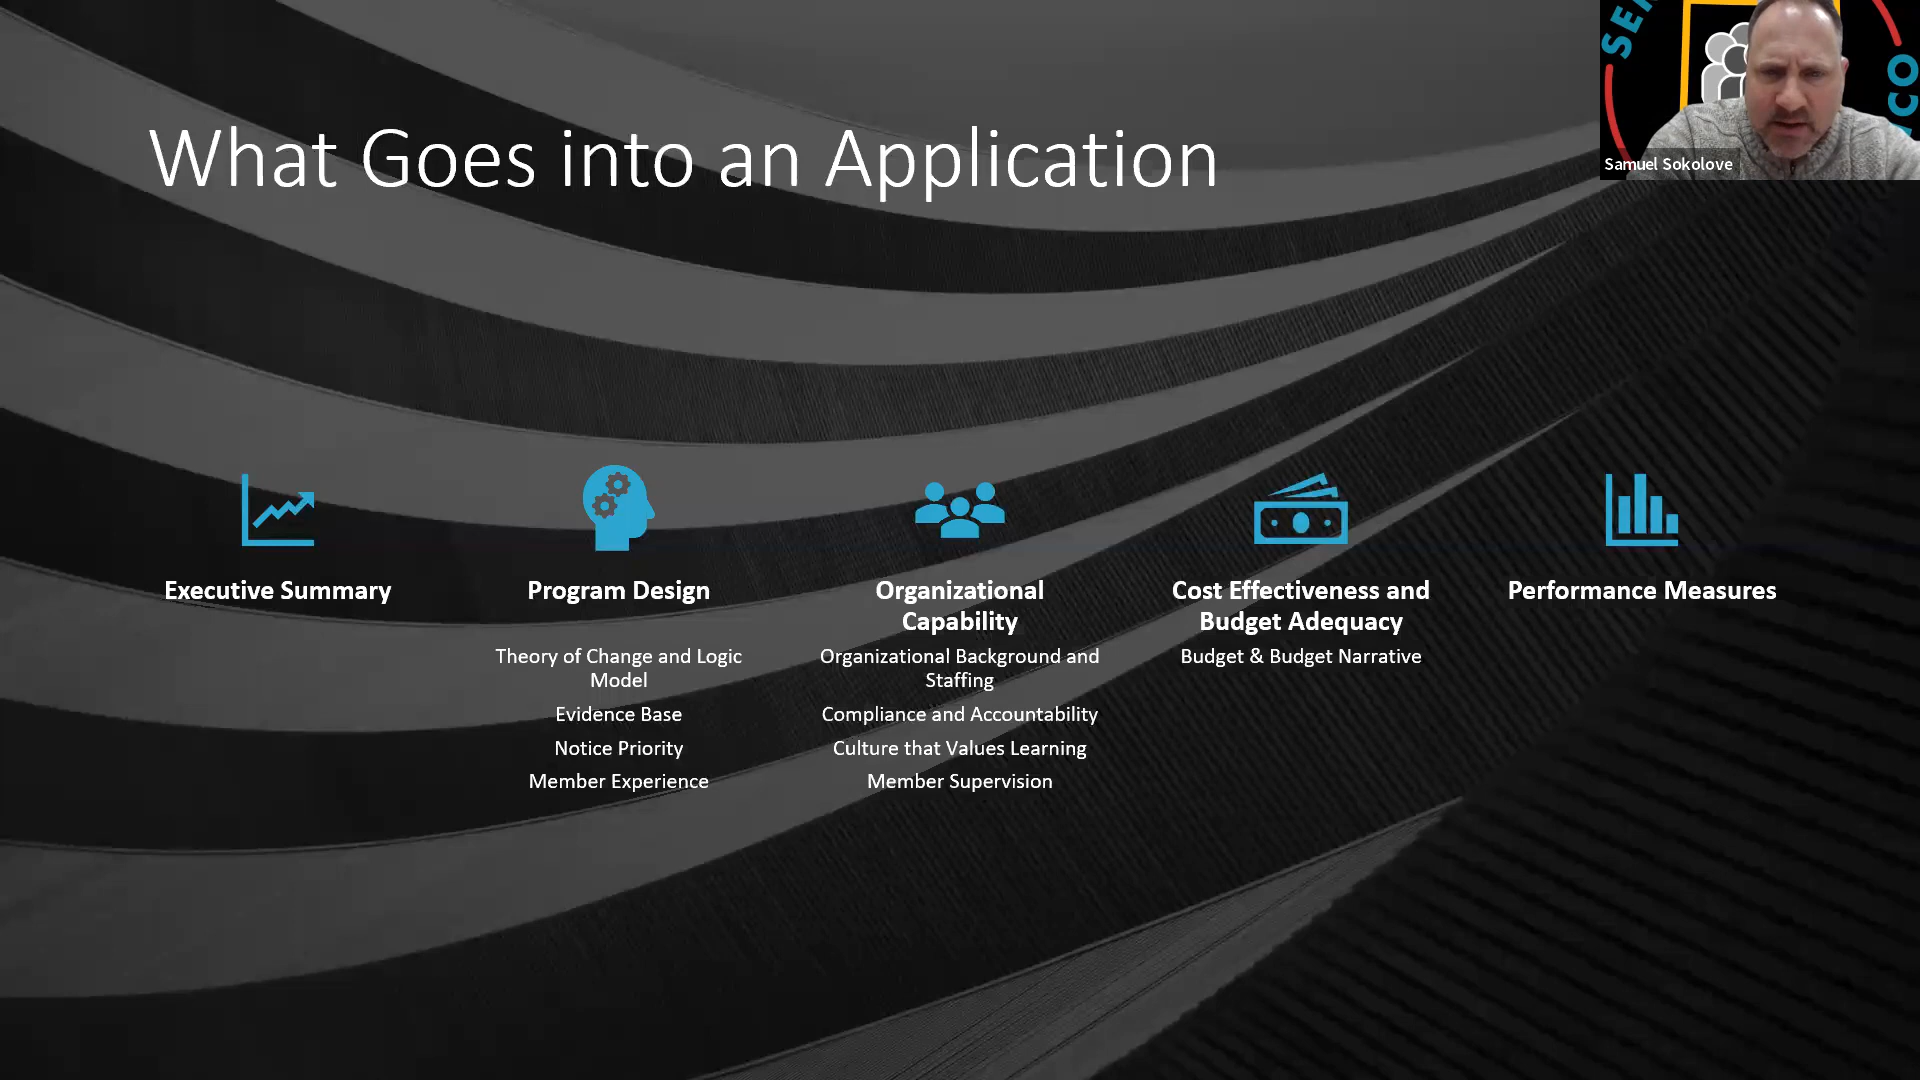 What Goes into an Application
Samuel Sokolove
Executive Summary
Program Design
Theory of Change and Logic
Model
Evidence Base
Notice Priority
Member Experience
Organizational
Capability
Organizational Background and
Staffing
Compliance and Accountability
Culture that Values Learning
Member Supervision
Cost Effectiveness and
Budget Adequacy
Budget & Budget Narrative
Performance Measures